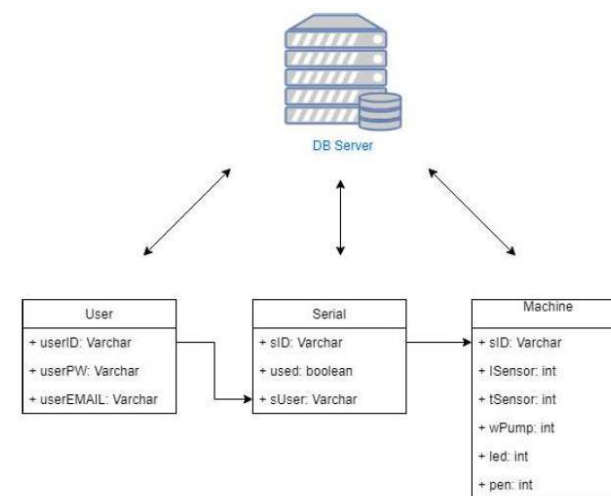 DB Server
User
+ userID: Varchar
+ userPW: Varchar
+ userEMAIL: Varchar
Serial
+ sID: Varchar
+ used: boolean
+ sUser: Varchar
Machine
+ sID: Varchar
+ lSensor: int
+ tSensor: int
+ wPump: int
+ led: int
+ pen: int